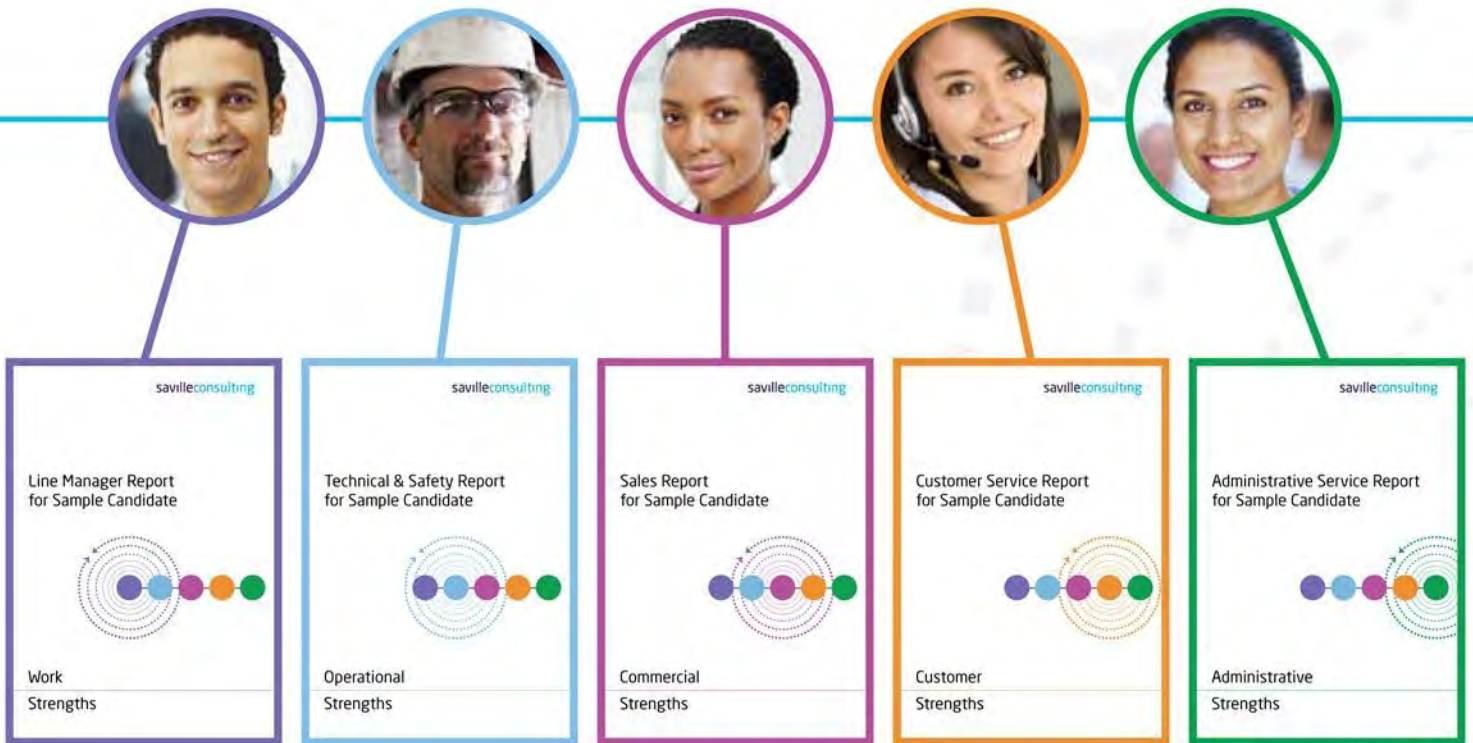 savilleconsulting
Line Manager Report
for Sample Candidate
Work
Strengths
savilleconsulting
Technical & Safety Report
for Sample Candidate
Operational
Strengths
savilleconsulting
Sales Report
for Sample Candidate
Commercial
Strengths
savilleconsulting
Customer Service Report
for Sample Candidate
Customer
Strengths
savilleconsulting
Administrative Service Report
for Sample Candidate
Administrative
Strengths